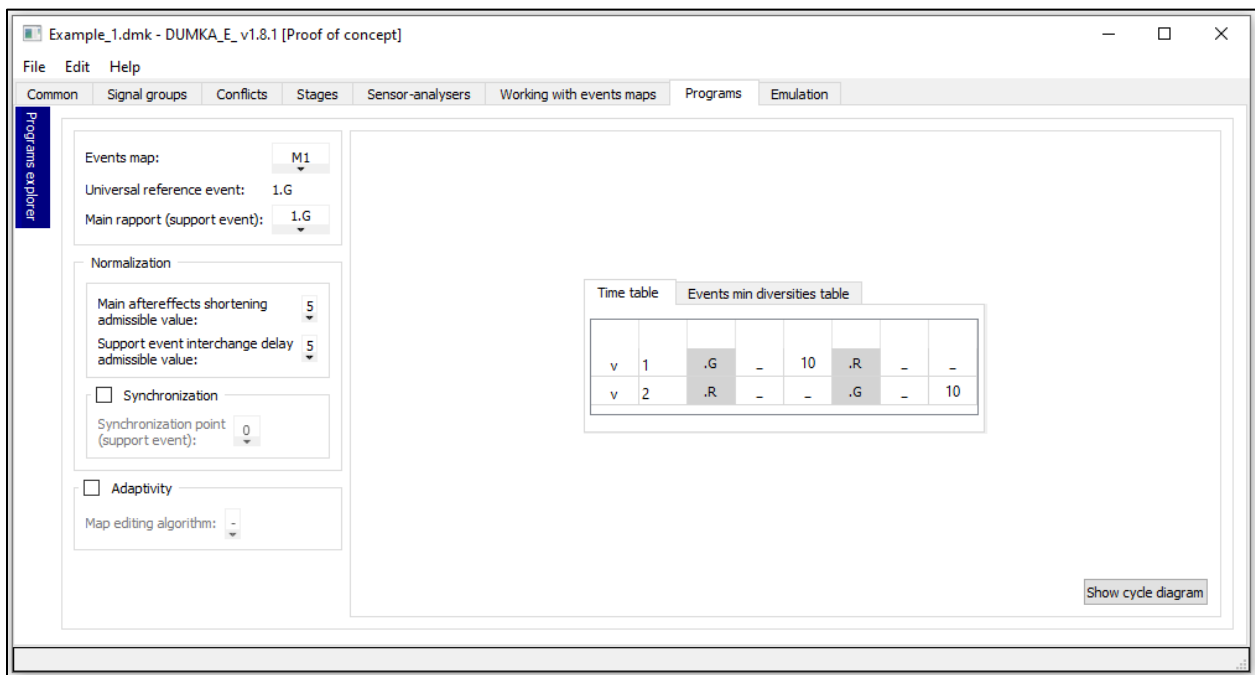 Example_1.dmk - DUMKA_E_ v1.8.1 [Proof of concept]
File Edit Help
Common Signal groups Conflicts Stages Sensor-analysers Working with events maps Programs Emulation
Programs explorer
Events map: M1
Universal reference event: 1.G
Main rapport (support event): 1.G
Normalization
Main aftereffects shortening
admissible value: 5
Support event interchange delay
admissible value: 5
Synchronization
Synchronization point
(support event): 0
Adaptivity
Map editing algorithm: -
Time table Events min diversities table
v 1 .G _ 10 .R _ _
v 2 .R _ _ .G _ 10
Show cycle diagram